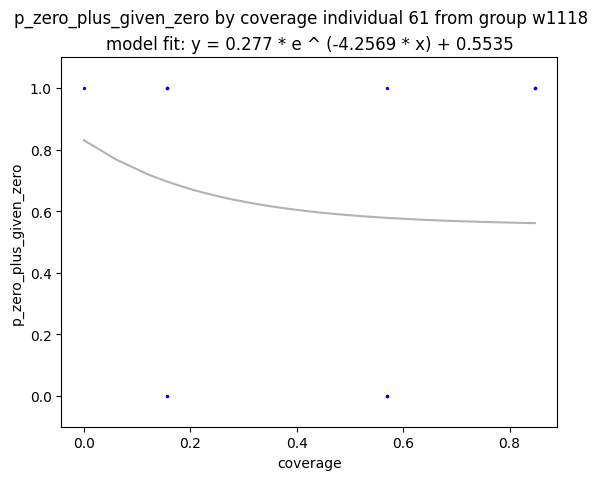 p_zero_plus_given_zero by coverage individual 61 from group w1118
model fit: y = 0.277 * e ^ (-4.2569 * x) + 0.5535
1.0
0.8
0.6
0.4
0.2
0.0
p_zero_plus_given_zero
0.0 0.2 0.4 0.6 0.8
coverage